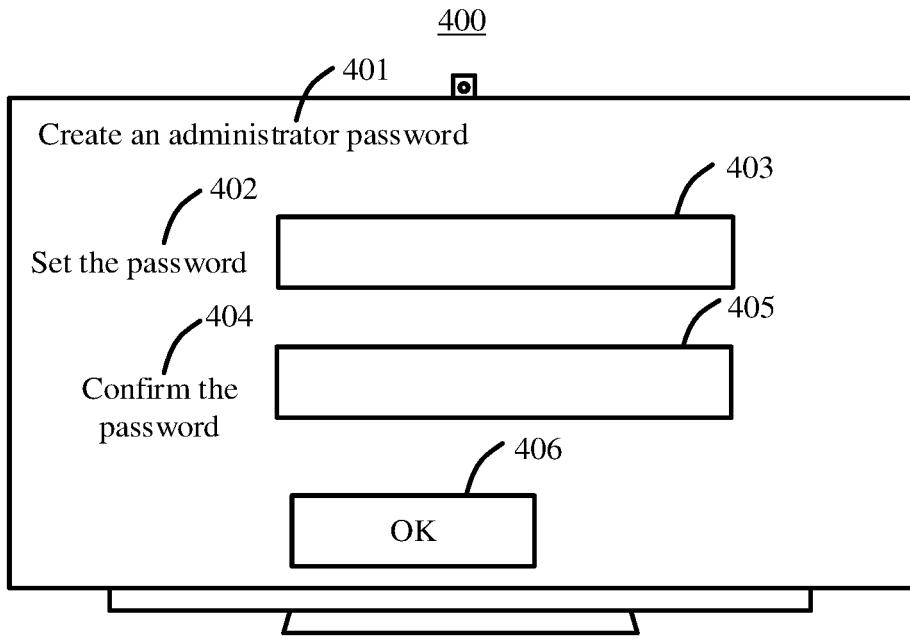 400
401
Create an administrator password
402
403
Set the password
404
405
Confirm the
password
406
OK